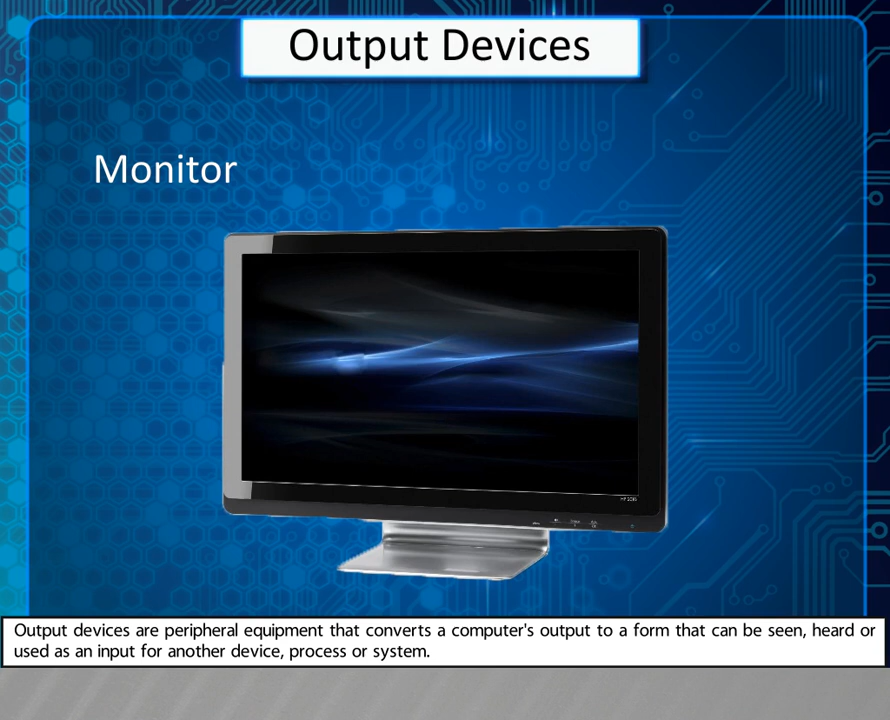 Output Devices
Monitor
Output devices are peripheral equipment that converts a computer's output to a form that can be seen, heard or
used as an input for another device, process or system.